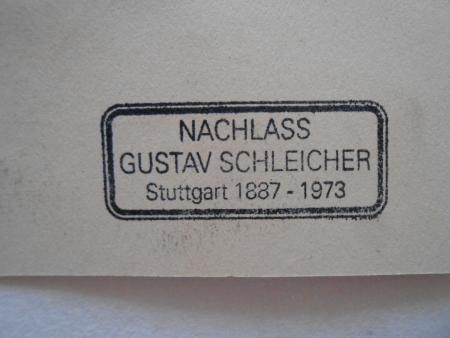 NACHLASS
GUSTAV SCHLEICHER
Stuttgart 1887 - 1973